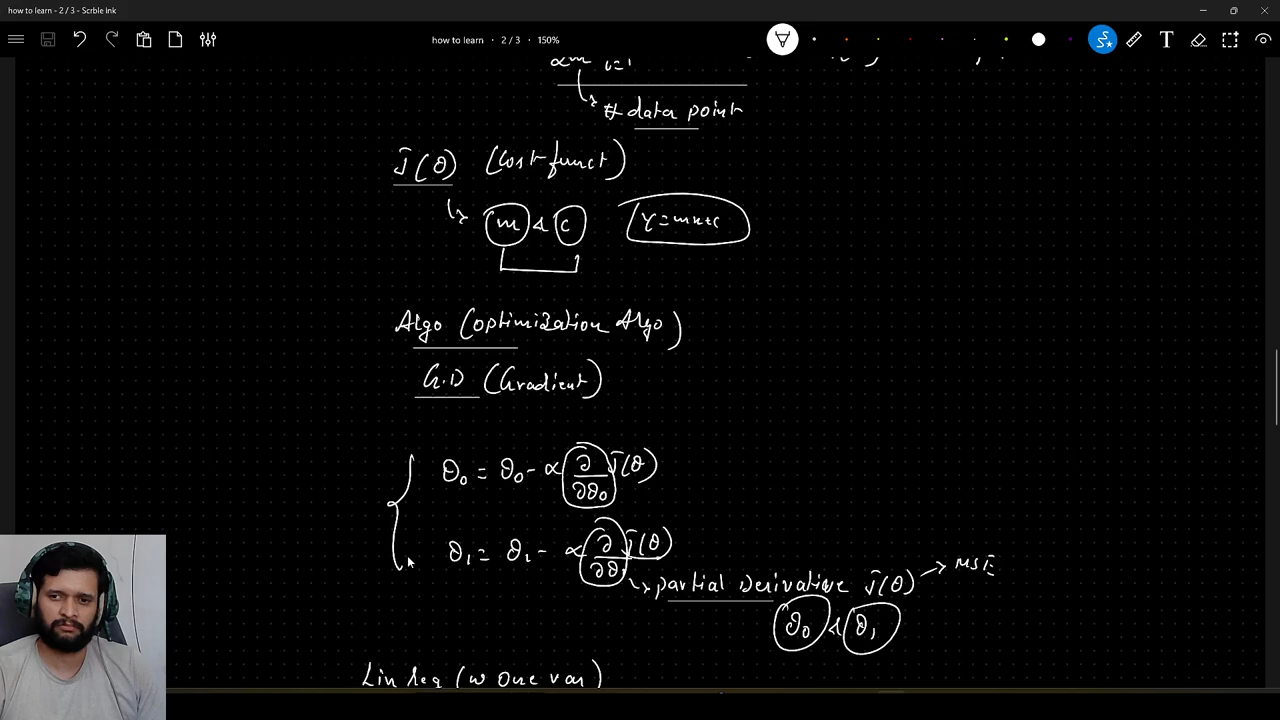 how to learn - 2 / 3 - Scrble Ink
how to learn • 2 / 3 • 150%
T
i=1
# data point
J(θ) (Cost funct)
m & c Y=mx+c
Algo (optimization Algo)
G.D (Gradient)
θ₀ = θ₀ - α ∂/∂θ₀ J(θ)
θ₁ = θ₁ - α ∂/∂θ₁ J(θ)
partial Derivative J(θ) → MSE
θ₀ & θ₁
Lin Reg (w one var)